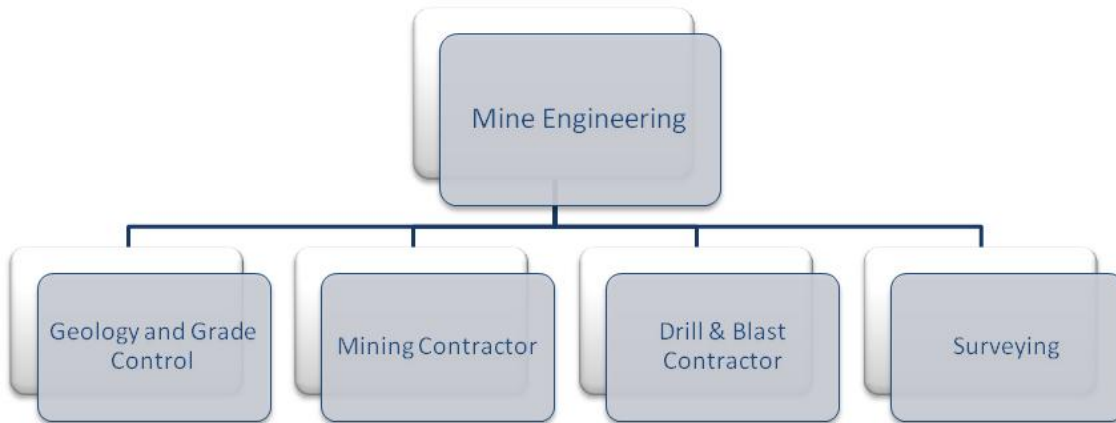 Mine Engineering
Geology and Grade
Control
Mining Contractor
Drill & Blast
Contractor
Surveying